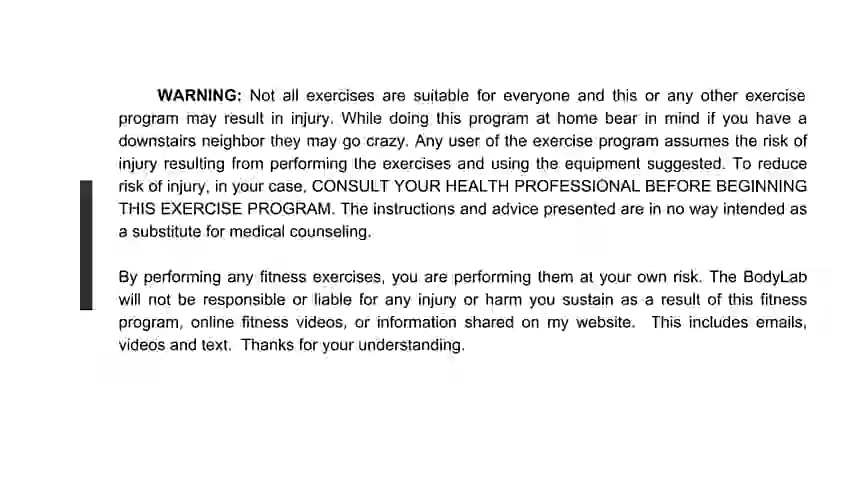 WARNING: Not all exercises are suitable for everyone and this or any other exercise
program may result in injury. While doing this program at home bear in mind if you have a
downstairs neighbor they may go crazy. Any user of the exercise program assumes the risk of
injury resulting from performing the exercises and using the equipment suggested. To reduce
risk of injury, in your case, CONSULT YOUR HEALTH PROFESSIONAL BEFORE BEGINNING
THIS EXERCISE PROGRAM. The instructions and advice presented are in no way intended as
a substitute for medical counseling.
By performing any fitness exercises, you are performing them at your own risk. The BodyLab
will not be responsible or liable for any injury or harm you sustain as a result of this fitness
program, online fitness videos, or information shared on my website. This includes emails,
videos and text. Thanks for your understanding.